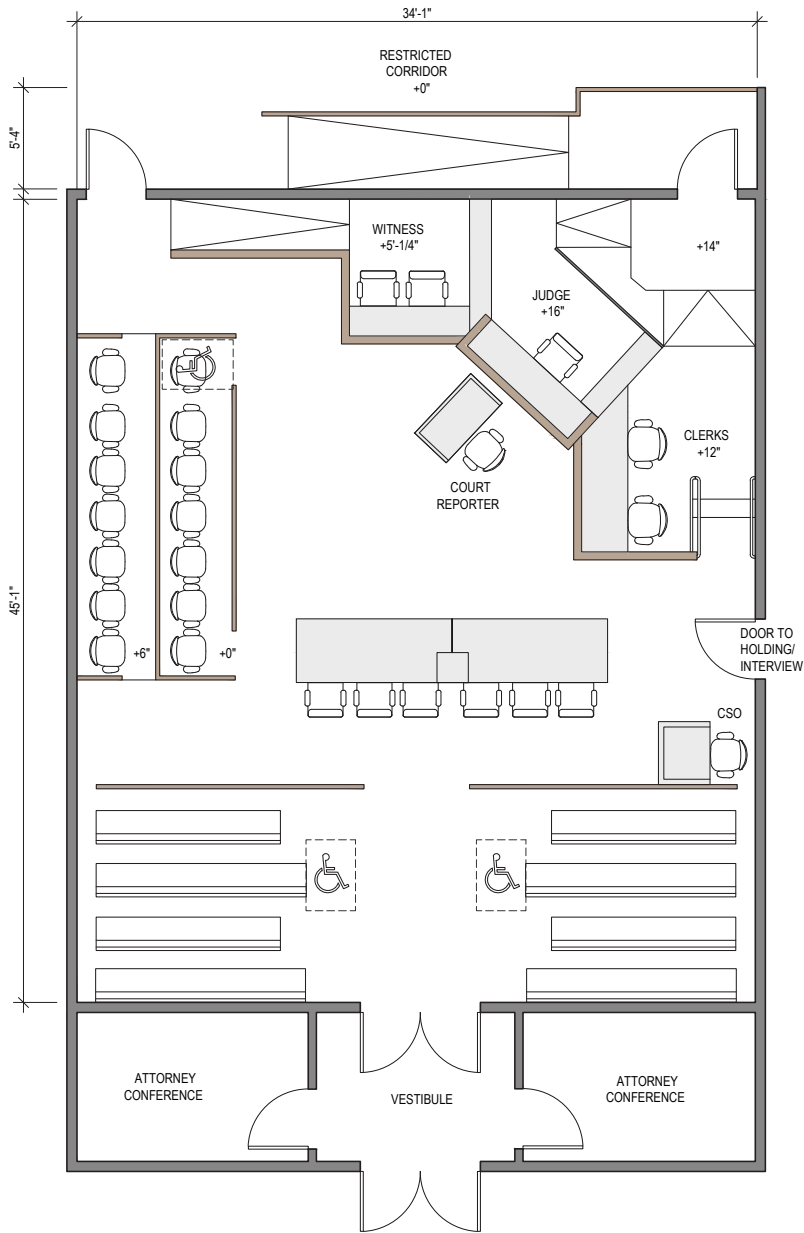 34'-1"
RESTRICTED
CORRIDOR
+0"
5'-4"
WITNESS
+5'-1/4"
+14"
JUDGE
+16"
CLERKS
+12"
COURT
REPORTER
45'-1"
+6"
+0"
DOOR TO
HOLDING/
INTERVIEW
CSO
ATTORNEY
CONFERENCE
VESTIBULE
ATTORNEY
CONFERENCE